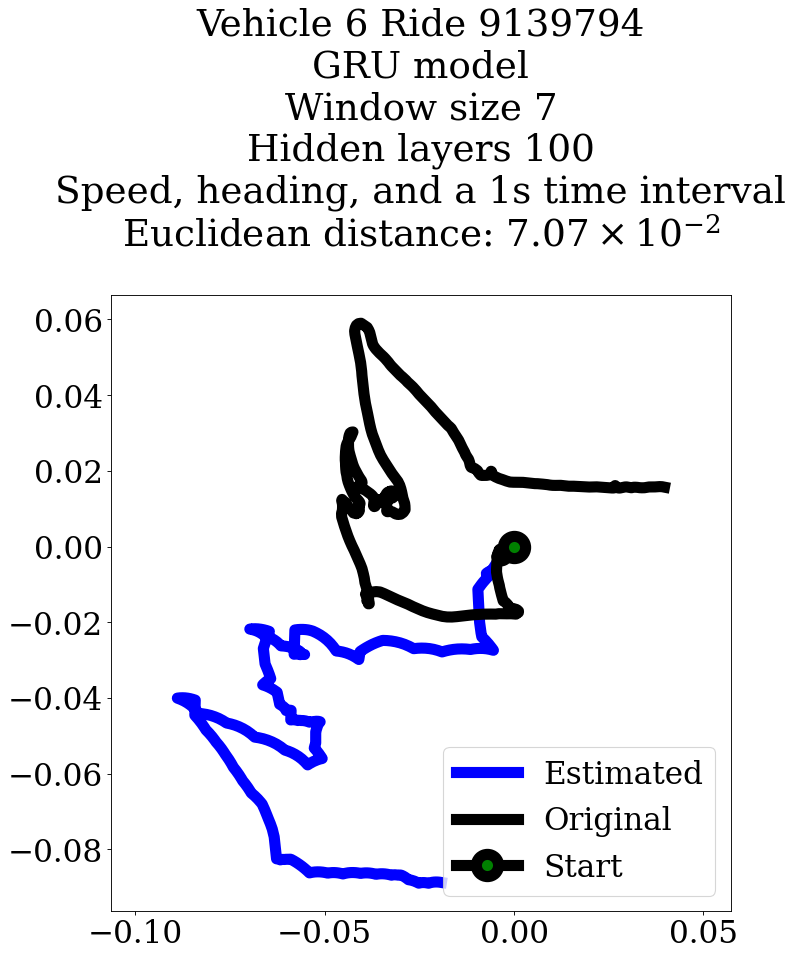 Vehicle 6 Ride 9139794
GRU model
Window size 7
Hidden layers 100
Speed, heading, and a 1s time interval
Euclidean distance: 7.07 × 10⁻²
0.06
0.04
0.02
0.00
−0.02
−0.04
−0.06
−0.08
Estimated
Original
Start
−0.10
−0.05
0.00
0.05